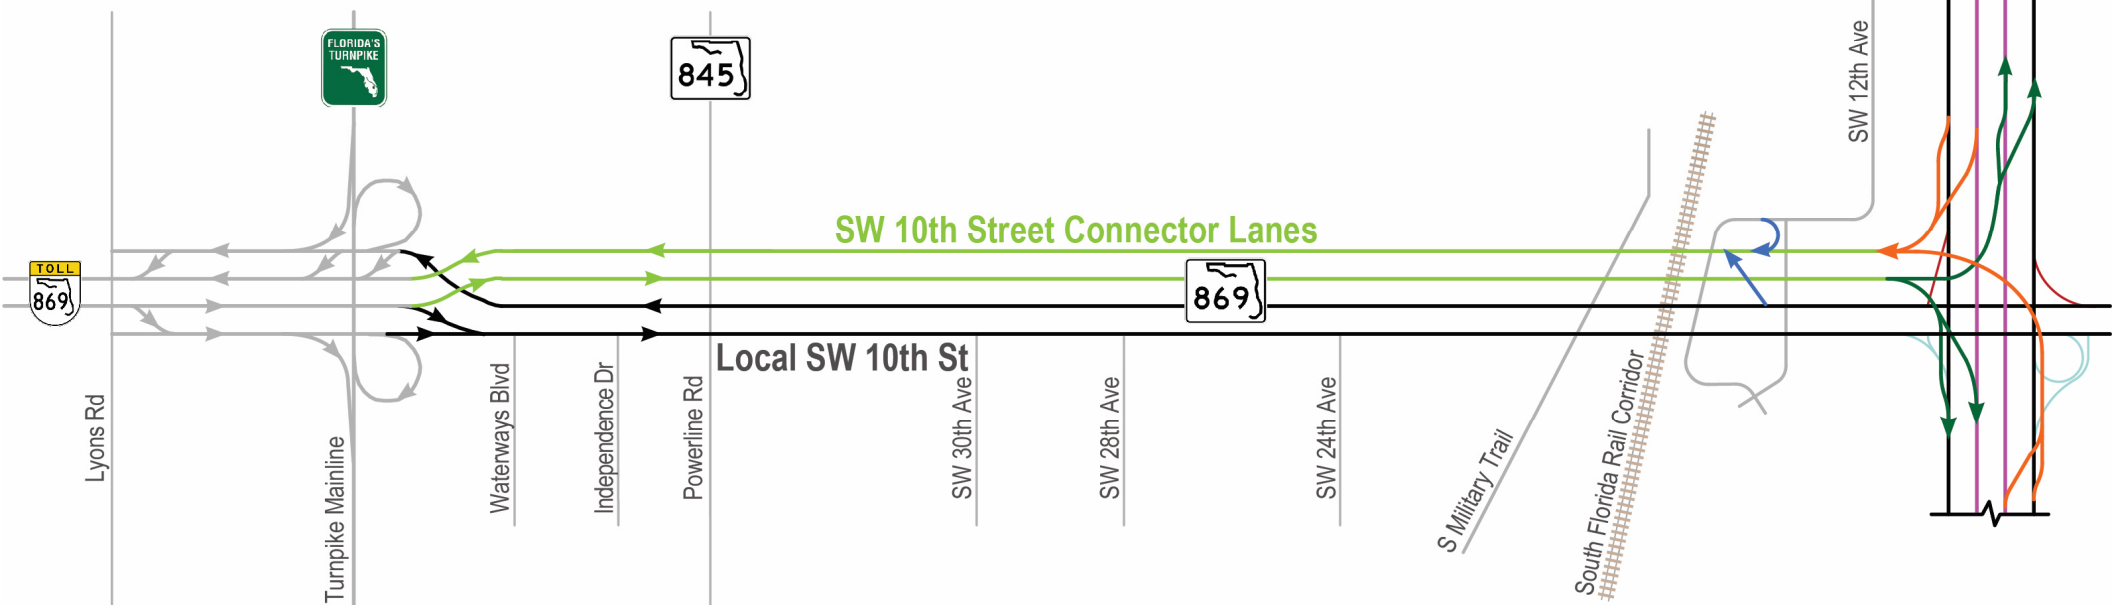 FLORIDA'S
TURNPIKE
845
SW 12th Ave
SW 10th Street Connector Lanes
TOLL
869
869
Local SW 10th St
Lyons Rd
Turnpike Mainline
Waterways Blvd
Independence Dr
Powerline Rd
SW 30th Ave
SW 28th Ave
SW 24th Ave
S Military Trail
South Florida Rail Corridor